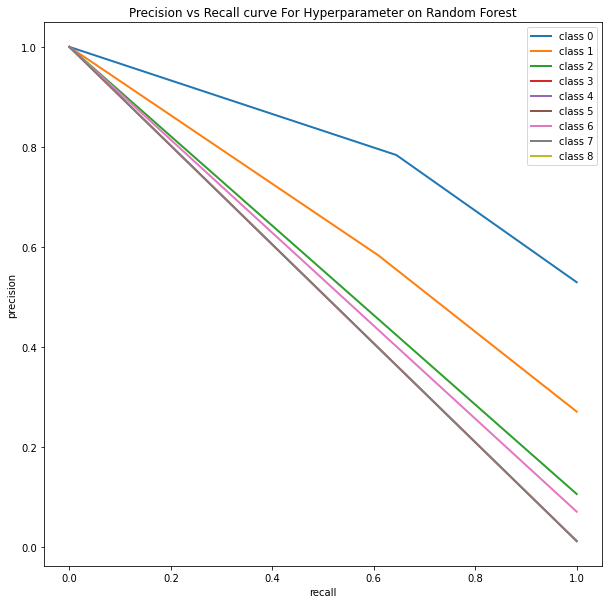 Precision vs Recall curve For Hyperparameter on Random Forest
class 0
class 1
class 2
class 3
class 4
class 5
class 6
class 7
class 8
1.0
0.8
0.6
0.4
0.2
0.0
precision
0.0 0.2 0.4 0.6 0.8 1.0
recall